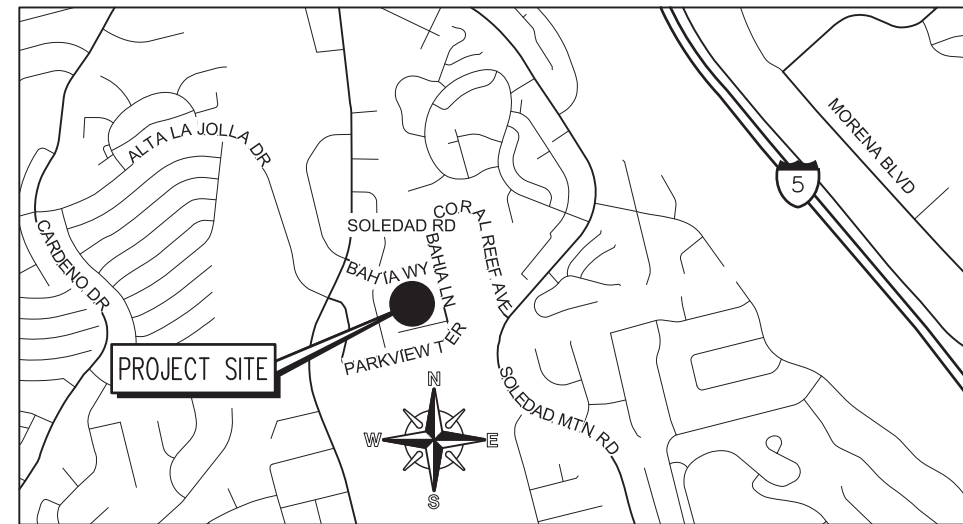 MORENA BLVD
ALTA LA JOLLA DR
5
CORAL REEF AVE
SOLEDAD RD
CARDENO DR
BAHIA WY
BAHIA LN
PROJECT SITE
PARKVIEW TER
SOLEDAD MTN RD
N
W
E
S